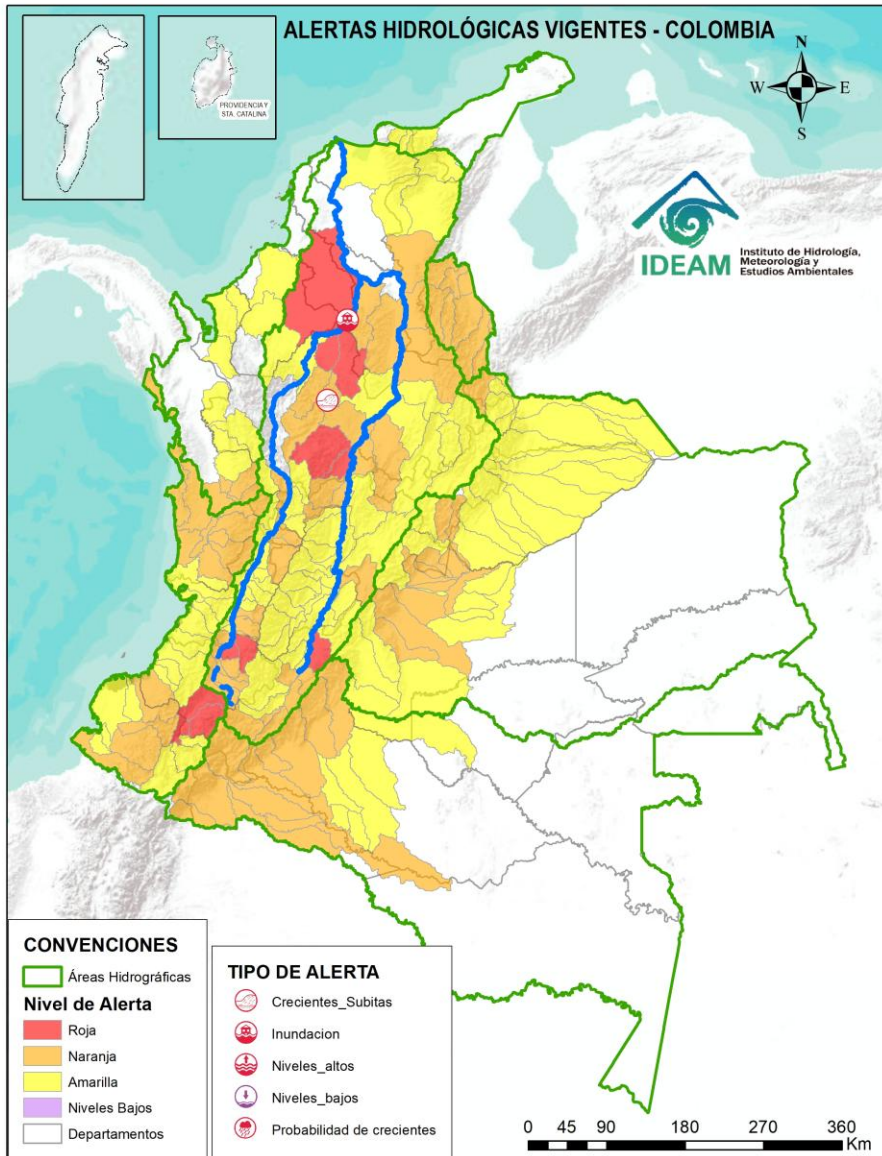 ALERTAS HIDROLÓGICAS VIGENTES - COLOMBIA
PROVIDENCIA Y
STA. CATALINA
N
W
E
S
IDEAM
Instituto de Hidrología,
Meteorología y
Estudios Ambientales
CONVENCIONES
Áreas Hidrográficas
Nivel de Alerta
Roja
Naranja
Amarilla
Niveles Bajos
Departamentos
TIPO DE ALERTA
Crecientes_Subitas
Inundacion
Niveles_altos
Niveles_bajos
Probabilidad de crecientes
0 45 90 180 270 360
Km